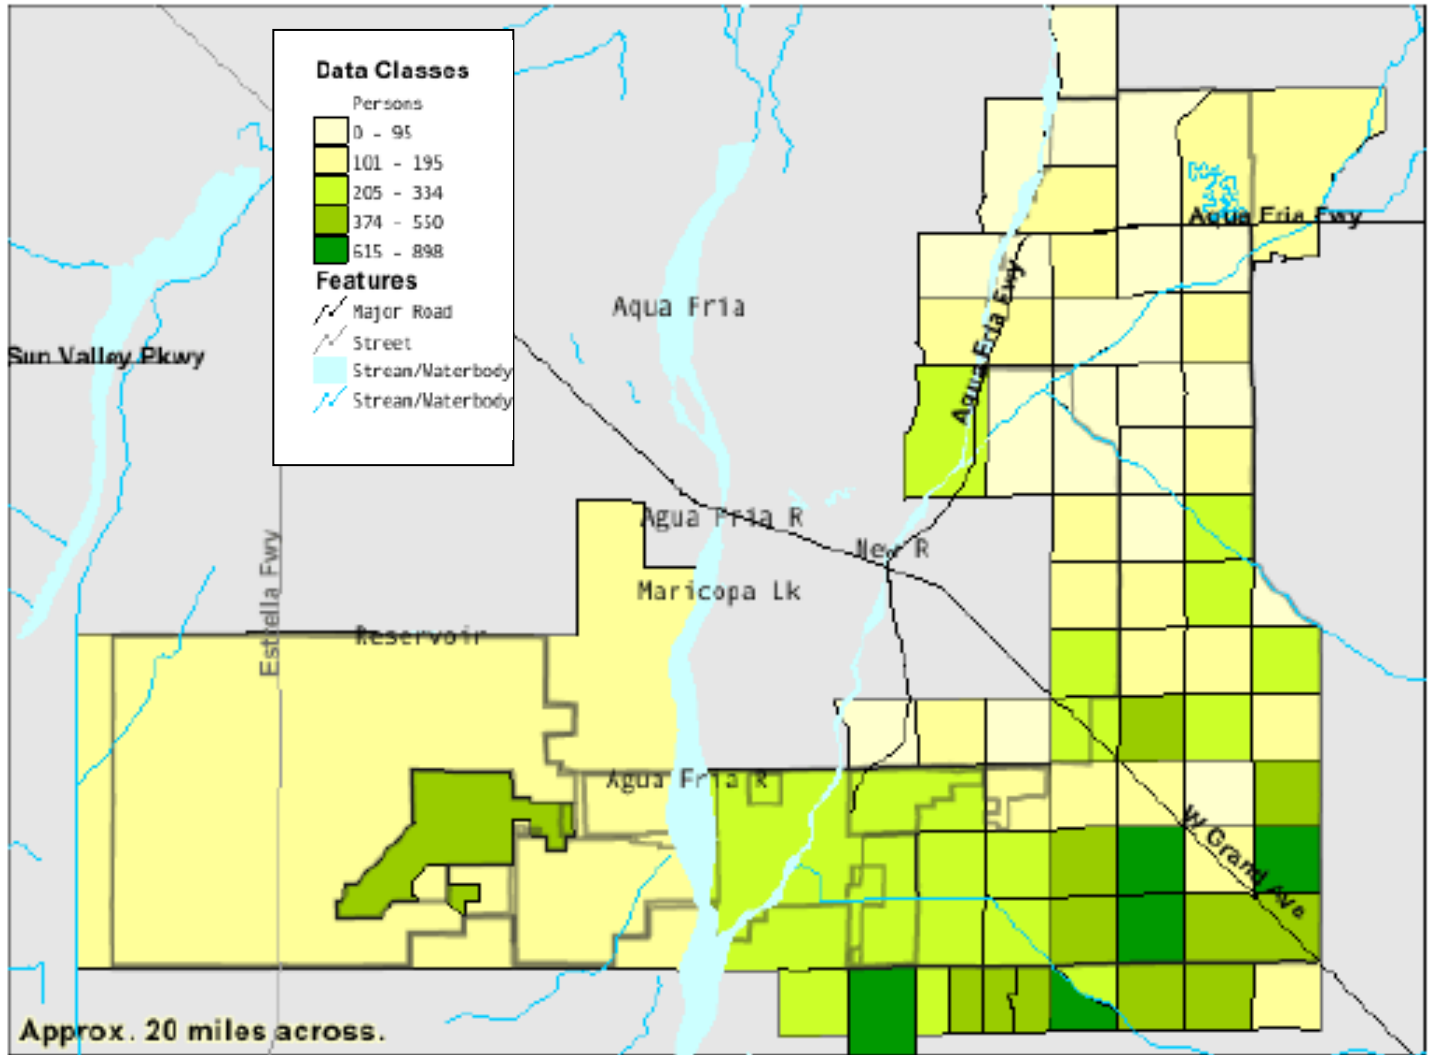 Data Classes
Persons
0 - 95
101 - 195
205 - 334
374 - 550
615 - 898
Features
Major Road
Street
Stream/Waterbody
Stream/Waterbody
Aqua Fria Fwy
Aqua Fria
Agua Fria Fwy
Sun Valley Pkwy
Agua Fria R
New R
Maricopa Lk
Estrella Fwy
Reservoir
Agua Fria R
W Grand Ave
Approx. 20 miles across.